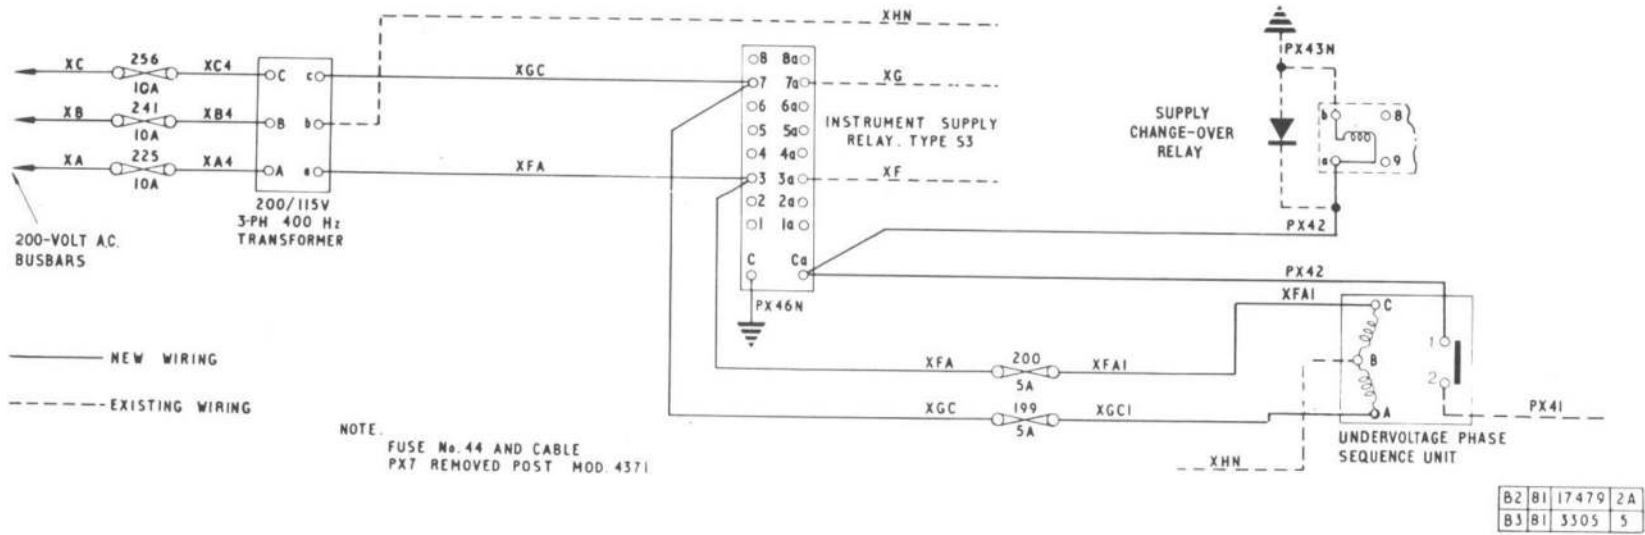 XHN
XC 256 XC4
10A
XB 241 XB4
10A
XA 225 XA4
10A
C c
B b
A a
200/115V
3-PH 400 Hz
TRANSFORMER
200-VOLT A.C.
BUSBARS
XGC
XFA
8 8a
7 7a
6 6a
5 5a
4 4a
3 3a
2 2a
1 1a
C Ca
XG
INSTRUMENT SUPPLY
RELAY. TYPE S3
XF
PX46N
PX43N
SUPPLY
CHANGE-OVER
RELAY
b 8
a 9
PX42
PX42
XFA1
C
B
A
1
2
XFA 200 XFA1
5A
XGC 199 XGC1
5A
PX41
XHN
UNDERVOLTAGE PHASE
SEQUENCE UNIT
NEW WIRING
EXISTING WIRING
NOTE.
FUSE No. 44 AND CABLE
PX7 REMOVED POST MOD. 4371
B2 81 17479 2A
B3 81 3305 5